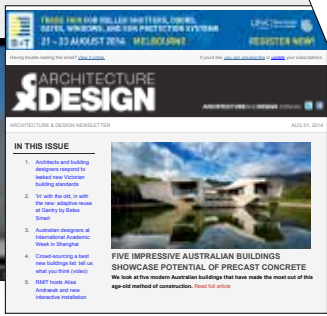 TRADE FAIR FOR ROLLER SHUTTERS, DOORS,
GATES, WINDOWS, AND SUN PROTECTION SYSTEMS
21 - 23 AUGUST 2014 MELBOURNE
REGISTER NOW!
Having trouble reading this email? View it online.
If you'd like, you can unsubscribe or update your subscriptions.
ARCHITECTURE
&DESIGN
ARCHITECTURE & DESIGN NEWSLETTER
AUG 01, 2014
IN THIS ISSUE
1. Architects and building
designers respond to
leaked new Victorian
building standards
2. 'In' with the old, in with
the new: adaptive reuse
at Gantry by Bates
Smart
3. Australian designers at
International Academic
Week in Shanghai
4. Crowd-sourcing a best
new buildings list: tell us
what you think (video)
5. RMIT hosts Alisa
Andrasek and new
interactive installation
FIVE IMPRESSIVE AUSTRALIAN BUILDINGS
SHOWCASE POTENTIAL OF PRECAST CONCRETE
We look at five modern Australian buildings that have made the most out of this
age-old method of construction. Read full article